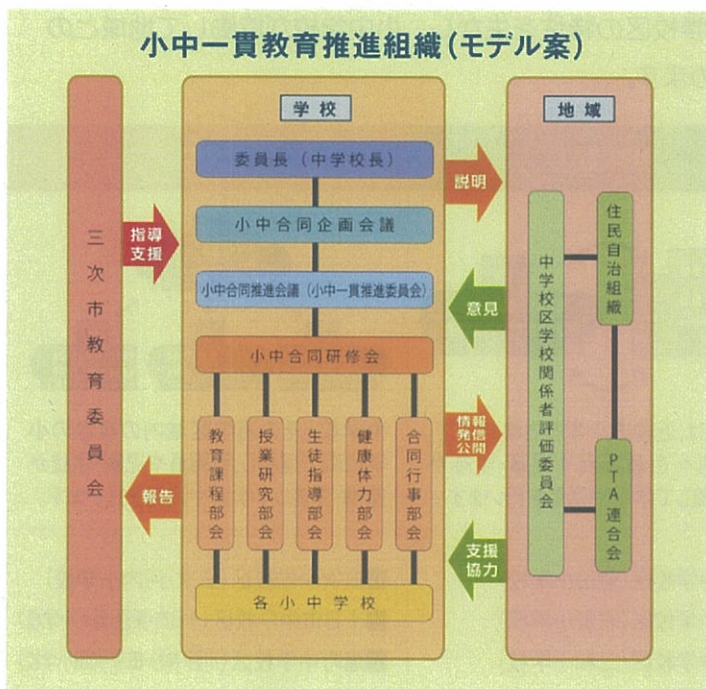 小中一貫教育推進組織(モデル案)
三次市教育委員会
指導
支援
報告
学校
委員長(中学校長)
小中合同企画会議
小中合同推進会議(小中一貫推進委員会)
小中合同研修会
教育課程部会
授業研究部会
生徒指導部会
健康体力部会
合同行事部会
各小中学校
説明
意見
情報
発信
公開
支援
協力
地域
中学校区学校関係者評価委員会
住民自治組織
PTA連合会